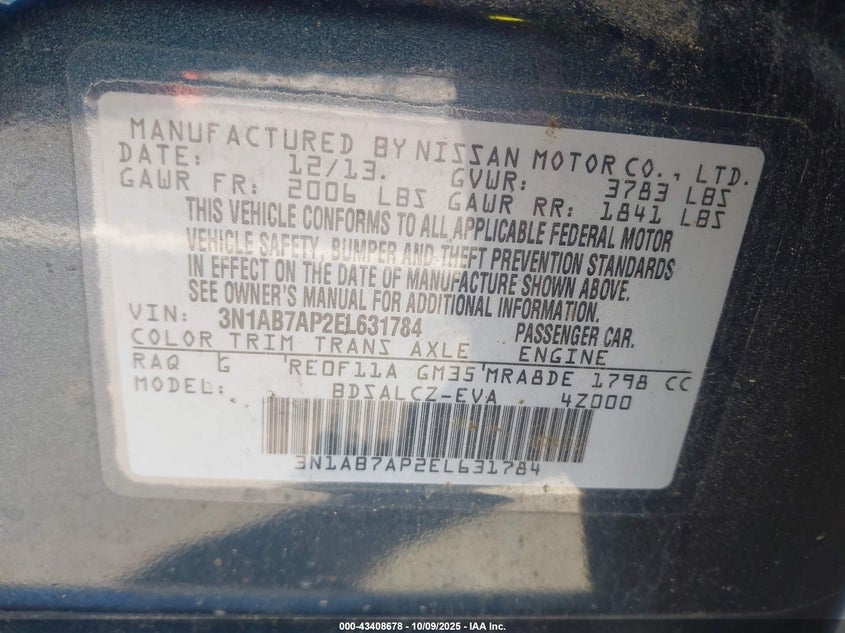 MANUFACTURED BY NISSAN MOTOR CO., LTD.
DATE: 12/13. GVWR: 3783 LBS
GAWR FR: 2006 LBS GAWR RR: 1841 LBS
THIS VEHICLE CONFORMS TO ALL APPLICABLE FEDERAL MOTOR
VEHICLE SAFETY, BUMPER AND THEFT PREVENTION STANDARDS
IN EFFECT ON THE DATE OF MANUFACTURE SHOWN ABOVE.
SEE OWNER'S MANUAL FOR ADDITIONAL INFORMATION.
VIN: 3N1AB7AP2EL631784 PASSENGER CAR.
COLOR TRIM TRANS AXLE ENGINE
RAQ G RE0F11A GM35 MRA8DE 1798 CC
MODEL: BDSALCZ-EVA 4Z000
3N1AB7AP2EL631784
000-43408678 - 10/09/2025 - IAA Inc.